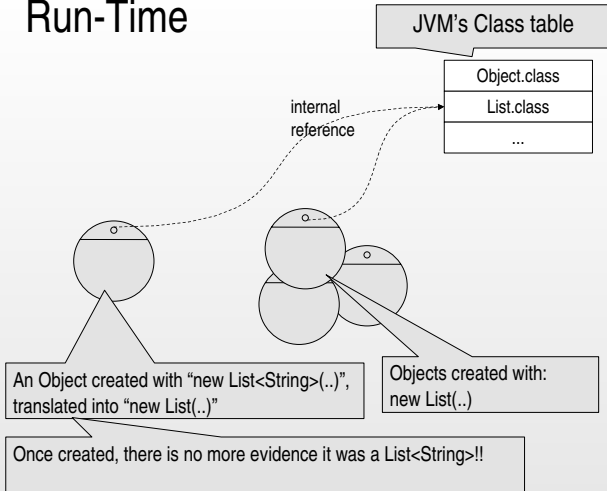 Run-Time
JVM's Class table
Object.class
List.class
...
internal
reference
An Object created with “new List<String>(..)”,
translated into “new List(..)”
Objects created with:
new List(..)
Once created, there is no more evidence it was a List<String>!!